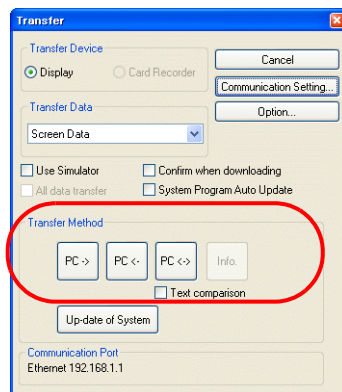 Transfer
Transfer Device
Display
Card Recorder
Cancel
Communication Setting...
Option...
Transfer Data
Screen Data
Use Simulator
Confirm when downloading
All data transfer
System Program Auto Update
Transfer Method
PC ->
PC <-
PC <->
Info.
Text comparison
Up-date of System
Communication Port
Ethernet 192.168.1.1